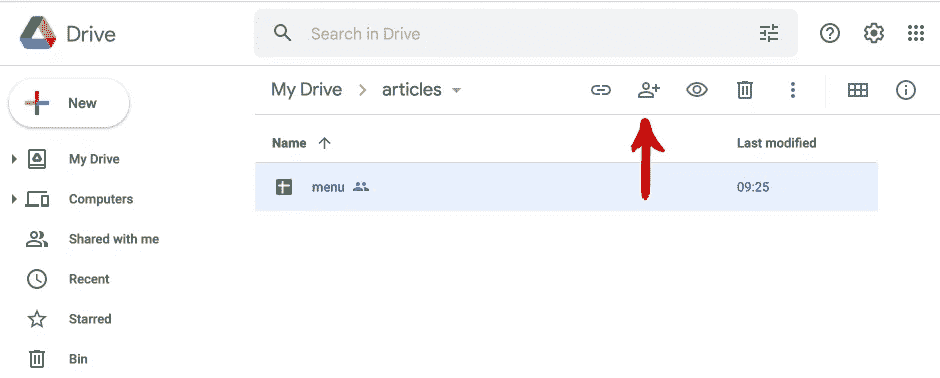 Drive
Search in Drive
New
My Drive > articles
Name Last modified
My Drive
menu 09:25
Computers
Shared with me
Recent
Starred
Bin